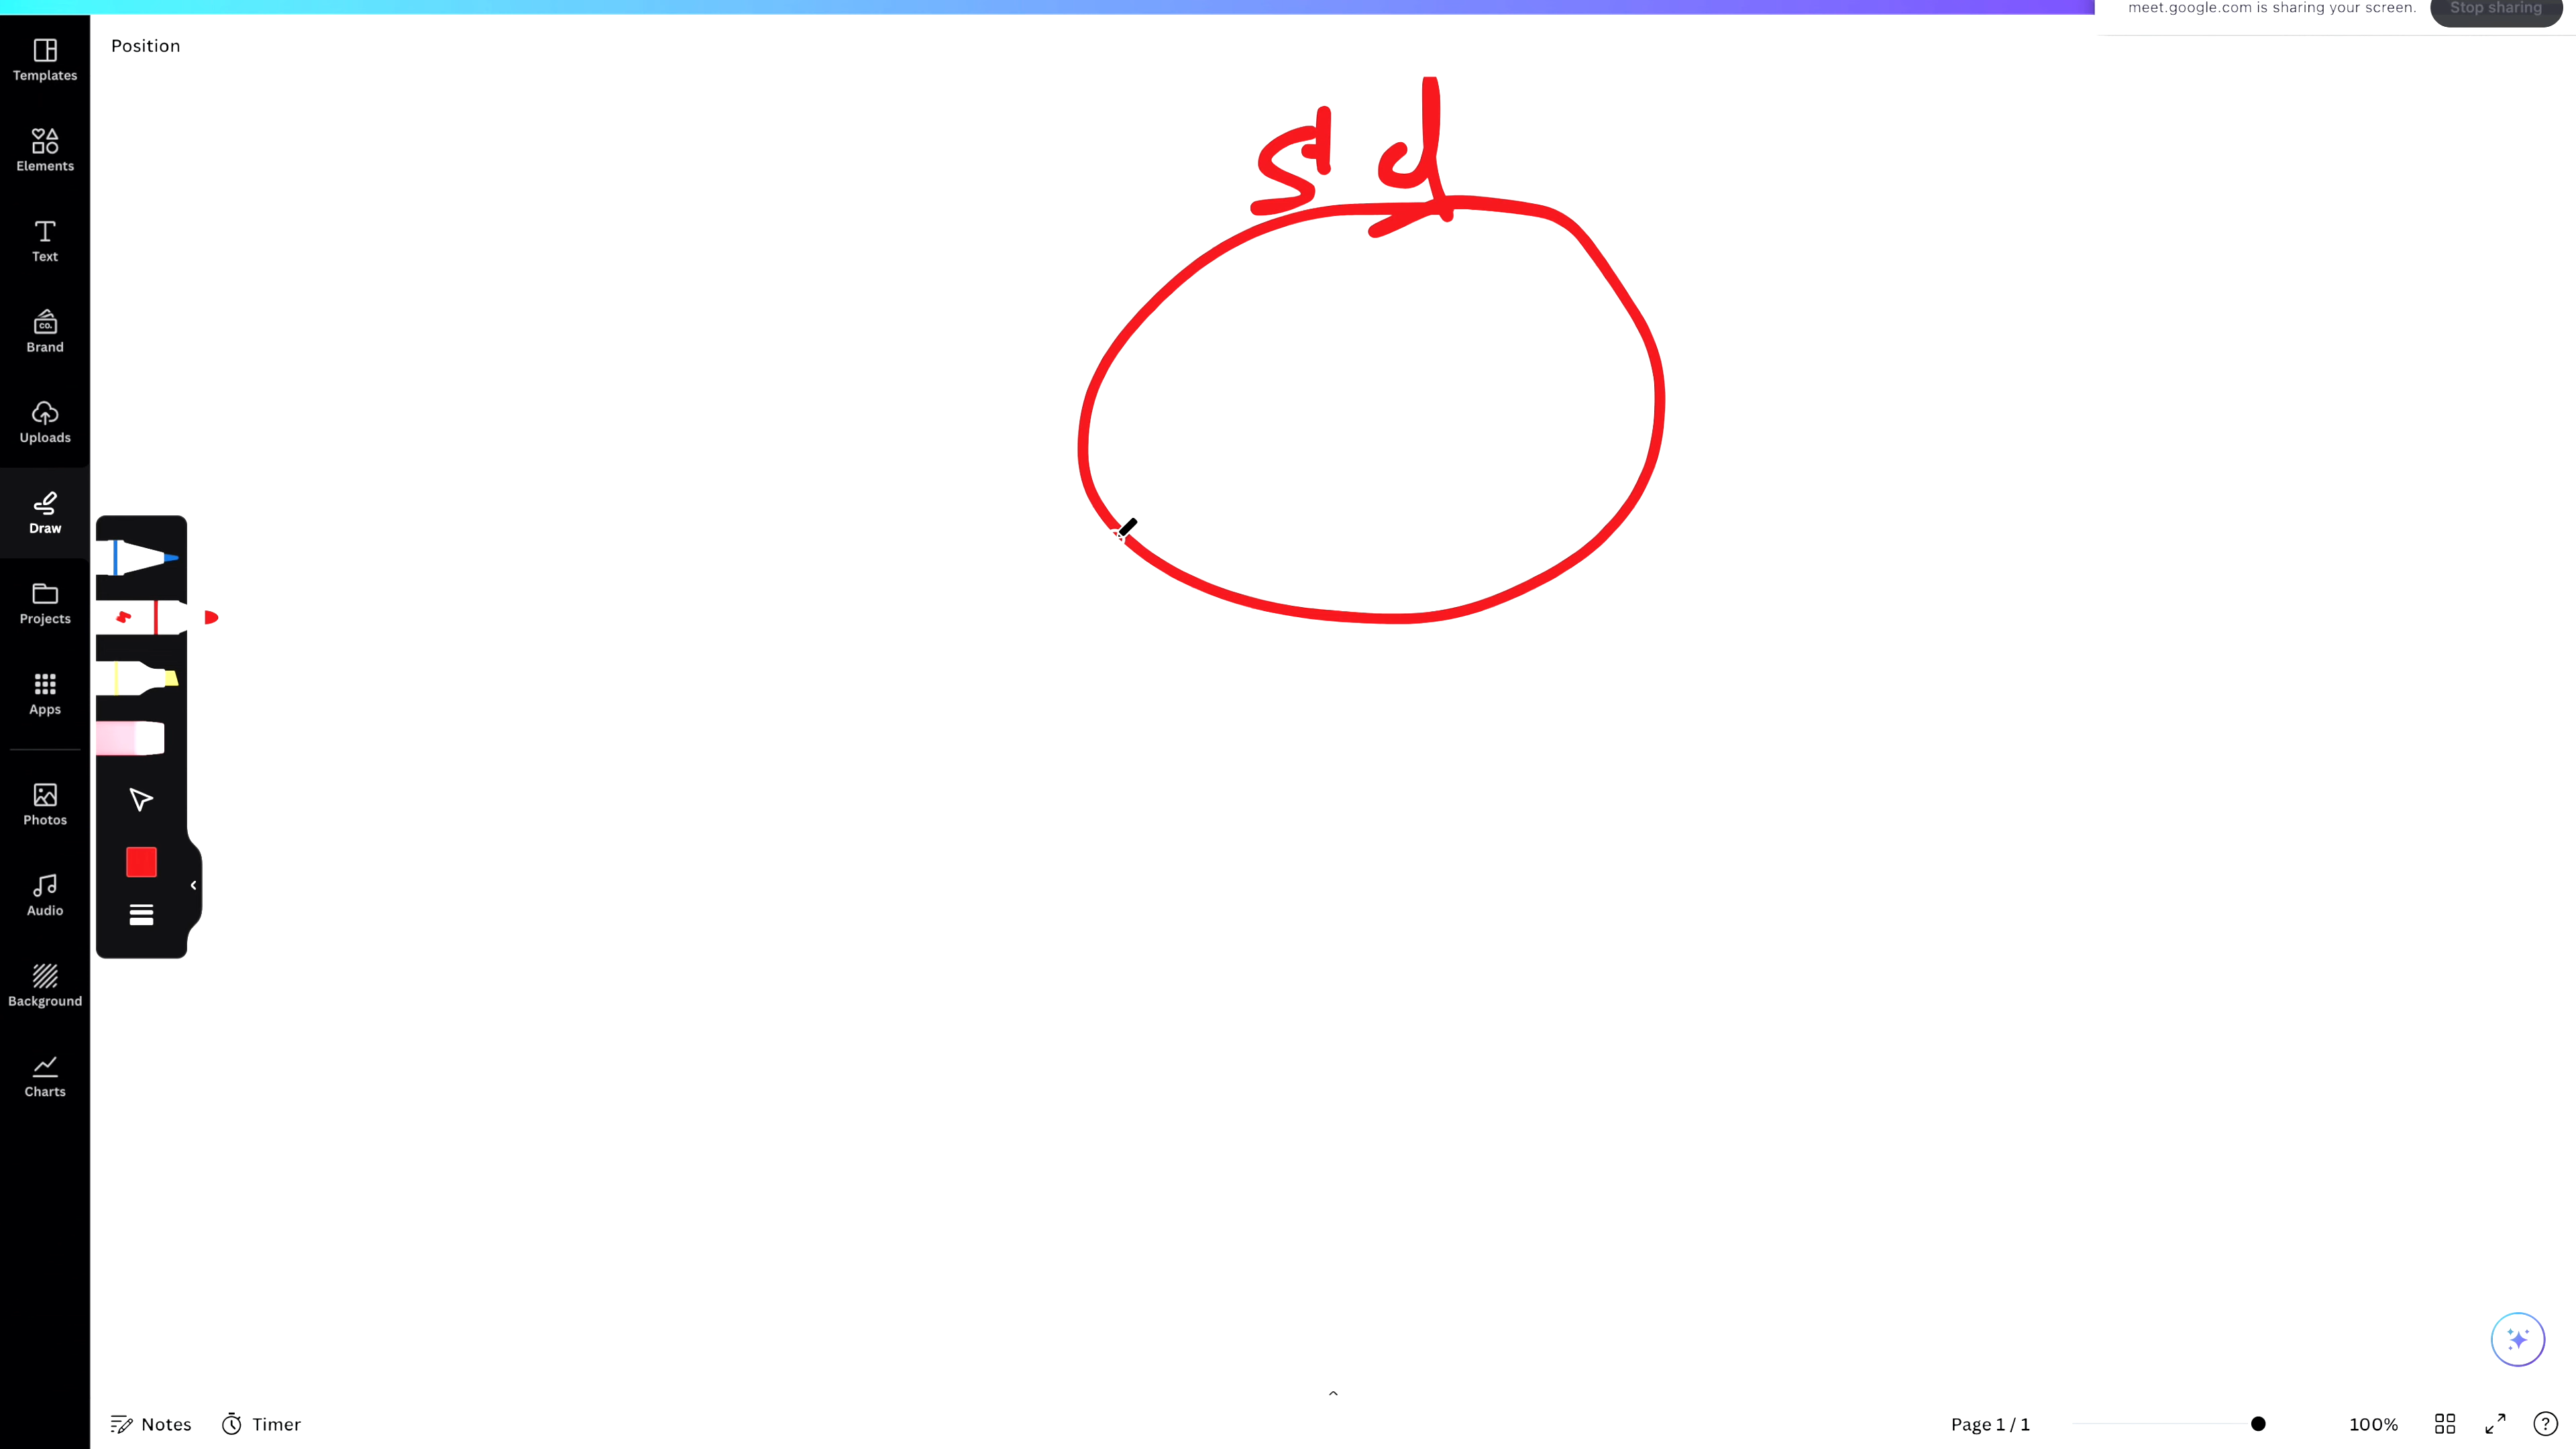 meet.google.com is sharing your screen. Stop sharing
Position
Templates
Elements
Text
Brand
CO.
Uploads
Draw
Projects
Apps
Photos
Audio
Background
Charts
Notes
Timer
Page 1 / 1
100%